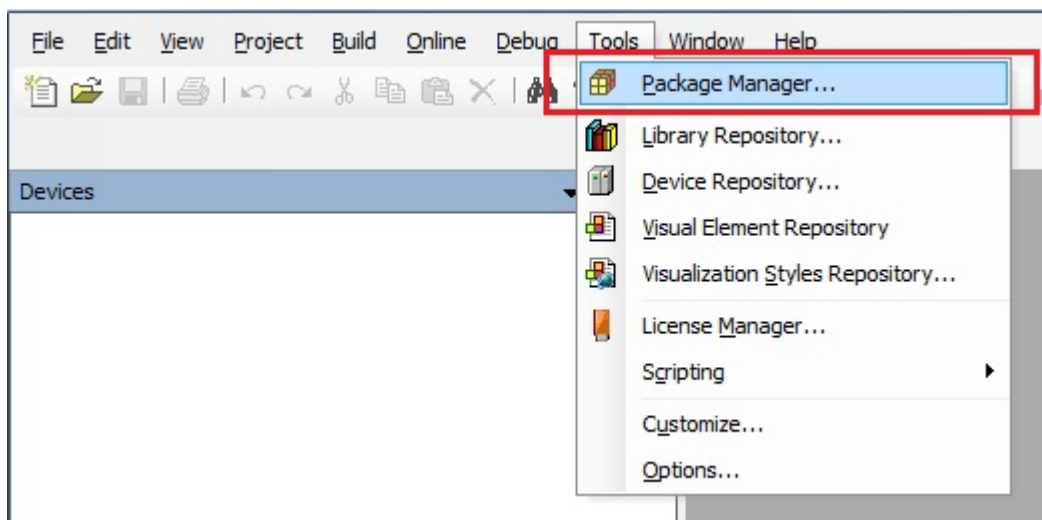 File Edit View Project Build Online Debug Tools Window Help
Package Manager...
Library Repository...
Devices
Device Repository...
Visual Element Repository
Visualization Styles Repository...
License Manager...
Scripting
Customize...
Options...